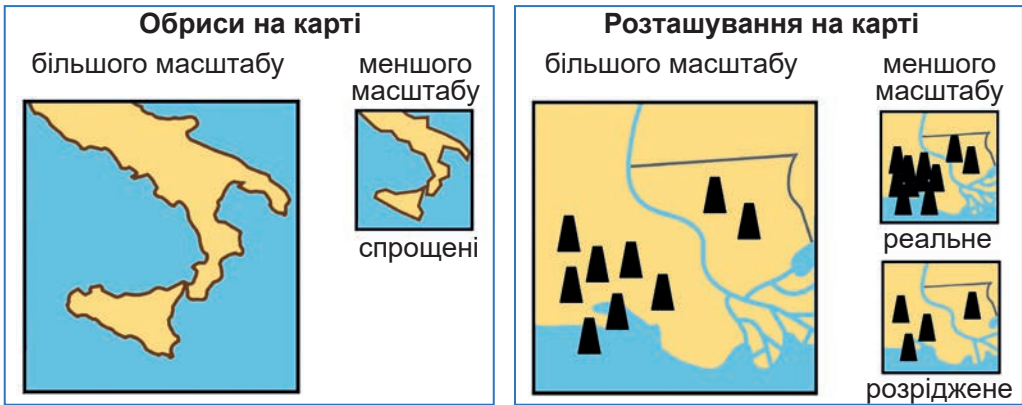 Обриси на карті
більшого масштабу
меншого
масштабу
спрощені
Розташування на карті
більшого масштабу
меншого
масштабу
реальне
розріджене